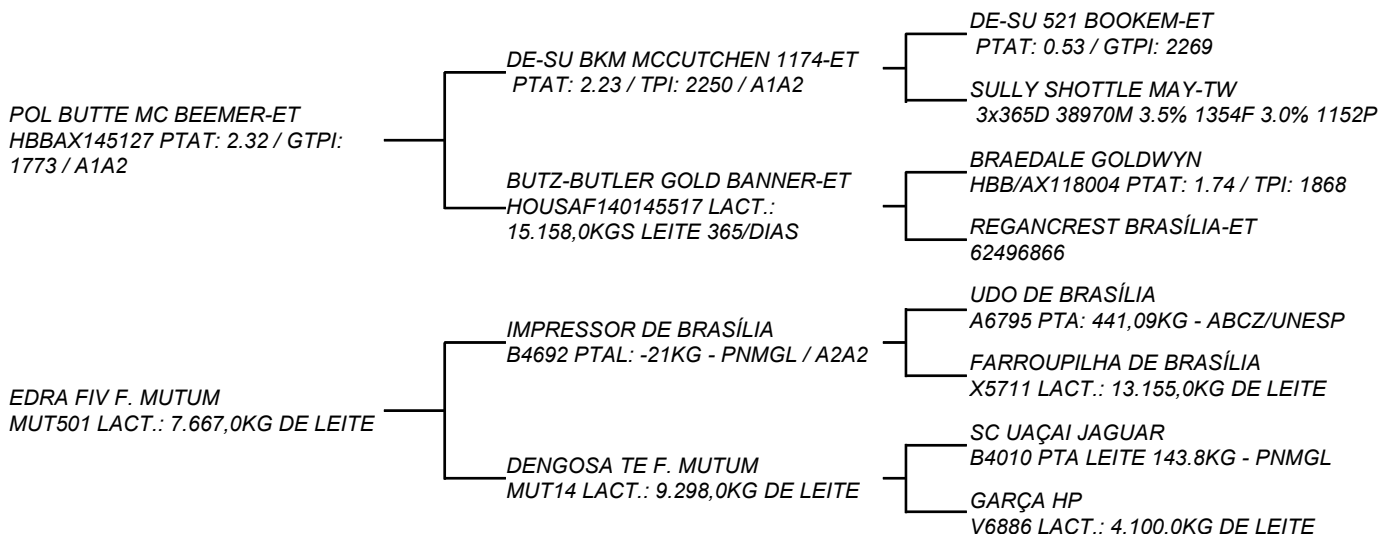 POL BUTTE MC BEEMER-ET
HBBAX145127 PTAT: 2.32 / GTPI:
1773 / A1A2
DE-SU BKM MCCUTCHEN 1174-ET
PTAT: 2.23 / TPI: 2250 / A1A2
DE-SU 521 BOOKEM-ET
PTAT: 0.53 / GTPI: 2269
SULLY SHOTTLE MAY-TW
3x365D 38970M 3.5% 1354F 3.0% 1152P
BUTZ-BUTLER GOLD BANNER-ET
HOUSAF140145517 LACT.:
15.158,0KGS LEITE 365/DIAS
BRAEDALE GOLDWYN
HBB/AX118004 PTAT: 1.74 / TPI: 1868
REGANCREST BRASÍLIA-ET
62496866
EDRA FIV F. MUTUM
MUT501 LACT.: 7.667,0KG DE LEITE
IMPRESSOR DE BRASÍLIA
B4692 PTAL: -21KG - PNMGL / A2A2
UDO DE BRASÍLIA
A6795 PTA: 441,09KG - ABCZ/UNESP
FARROUPILHA DE BRASÍLIA
X5711 LACT.: 13.155,0KG DE LEITE
DENGOSA TE F. MUTUM
MUT14 LACT.: 9.298,0KG DE LEITE
SC UAÇAI JAGUAR
B4010 PTA LEITE 143.8KG - PNMGL
GARÇA HP
V6886 LACT.: 4.100.0KG DE LEITE